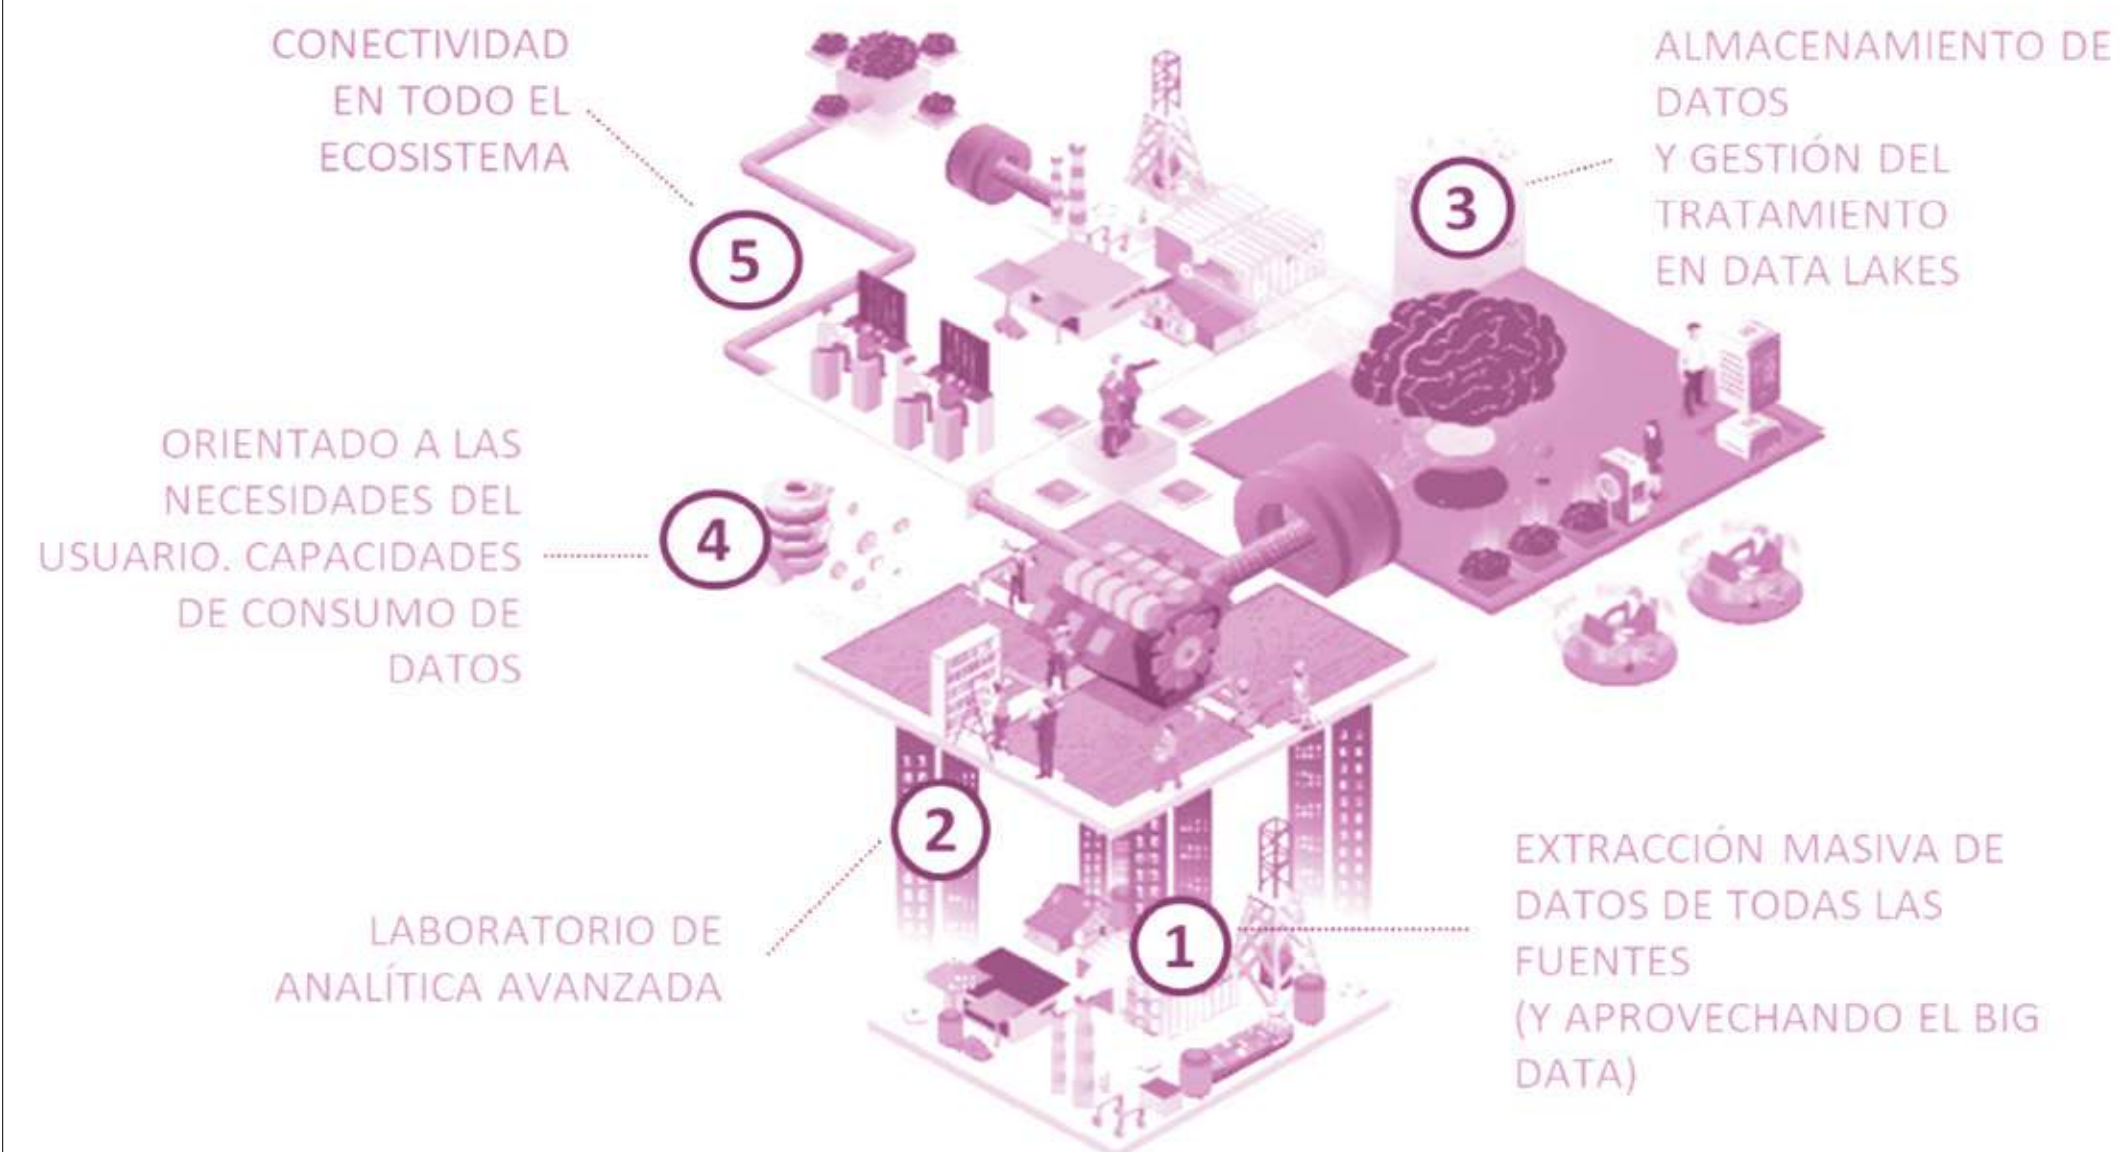 CONECTIVIDAD
EN TODO EL
ECOSISTEMA
5
ALMACENAMIENTO DE
DATOS
Y GESTIÓN DEL
TRATAMIENTO
EN DATA LAKES
3
ORIENTADO A LAS
NECESIDADES DEL
USUARIO. CAPACIDADES
DE CONSUMO DE
DATOS
4
2
LABORATORIO DE
ANALÍTICA AVANZADA
1
EXTRACCIÓN MASIVA DE
DATOS DE TODAS LAS
FUENTES
(Y APROVECHANDO EL BIG
DATA)